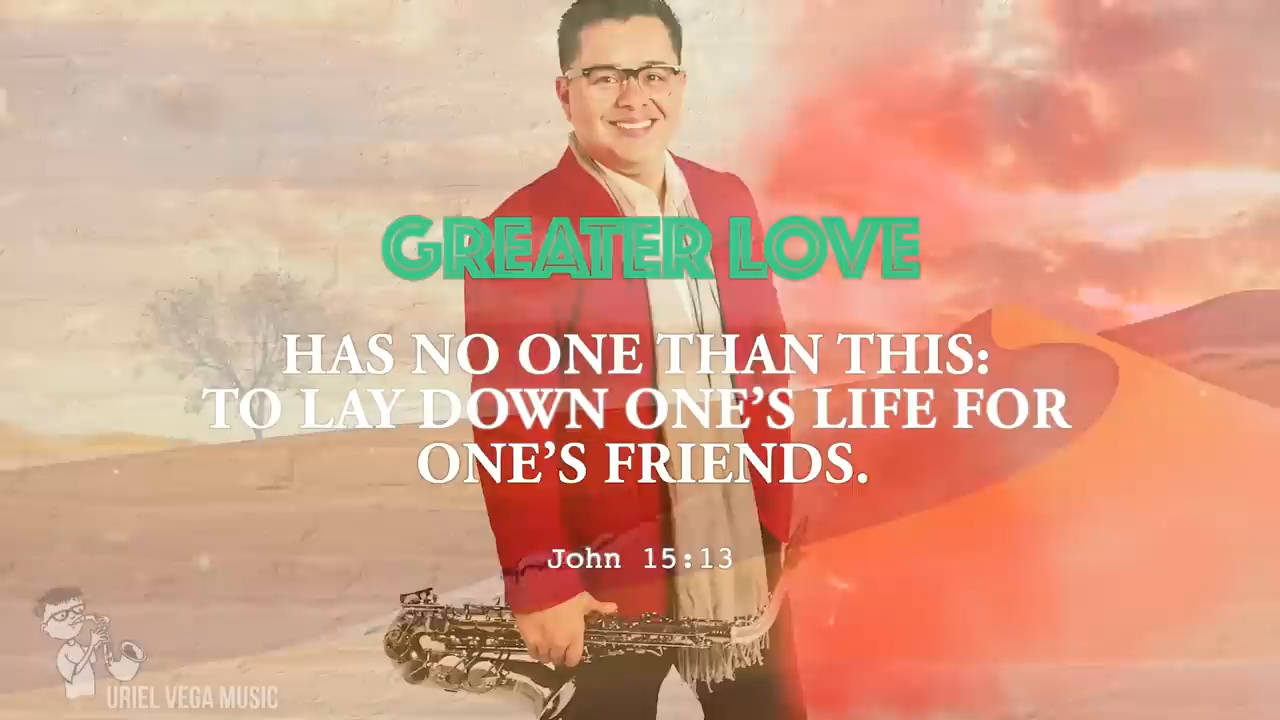 GREATER LOVE
HAS NO ONE THAN THIS:
TO LAY DOWN ONE’S LIFE FOR
ONE’S FRIENDS.
John 15:13
URIEL VEGA MUSIC